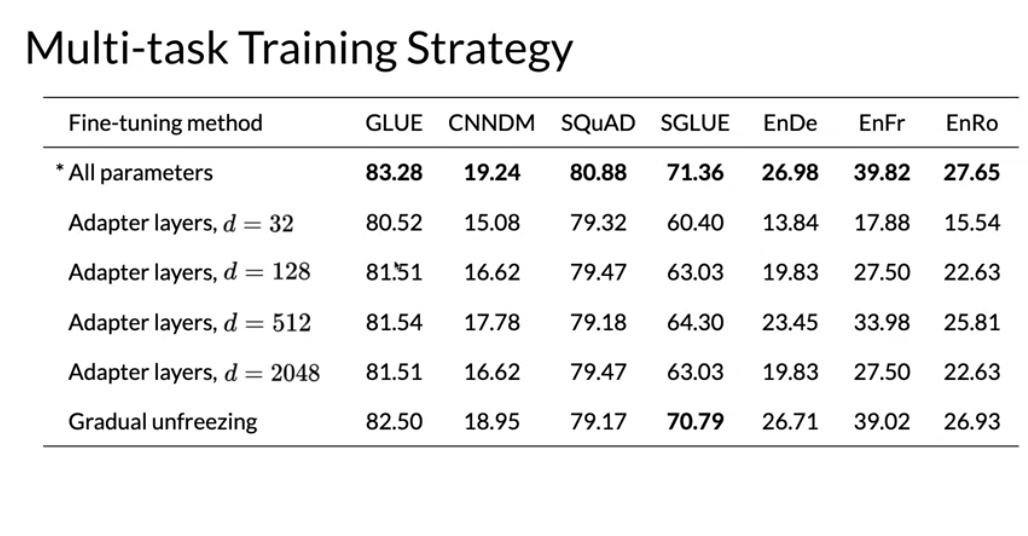 Multi-task Training Strategy
Fine-tuning method GLUE CNNDM SQuAD SGLUE EnDe EnFr EnRo
* All parameters 83.28 19.24 80.88 71.36 26.98 39.82 27.65
Adapter layers, d = 32 80.52 15.08 79.32 60.40 13.84 17.88 15.54
Adapter layers, d = 128 81.51 16.62 79.47 63.03 19.83 27.50 22.63
Adapter layers, d = 512 81.54 17.78 79.18 64.30 23.45 33.98 25.81
Adapter layers, d = 2048 81.51 16.62 79.47 63.03 19.83 27.50 22.63
Gradual unfreezing 82.50 18.95 79.17 70.79 26.71 39.02 26.93